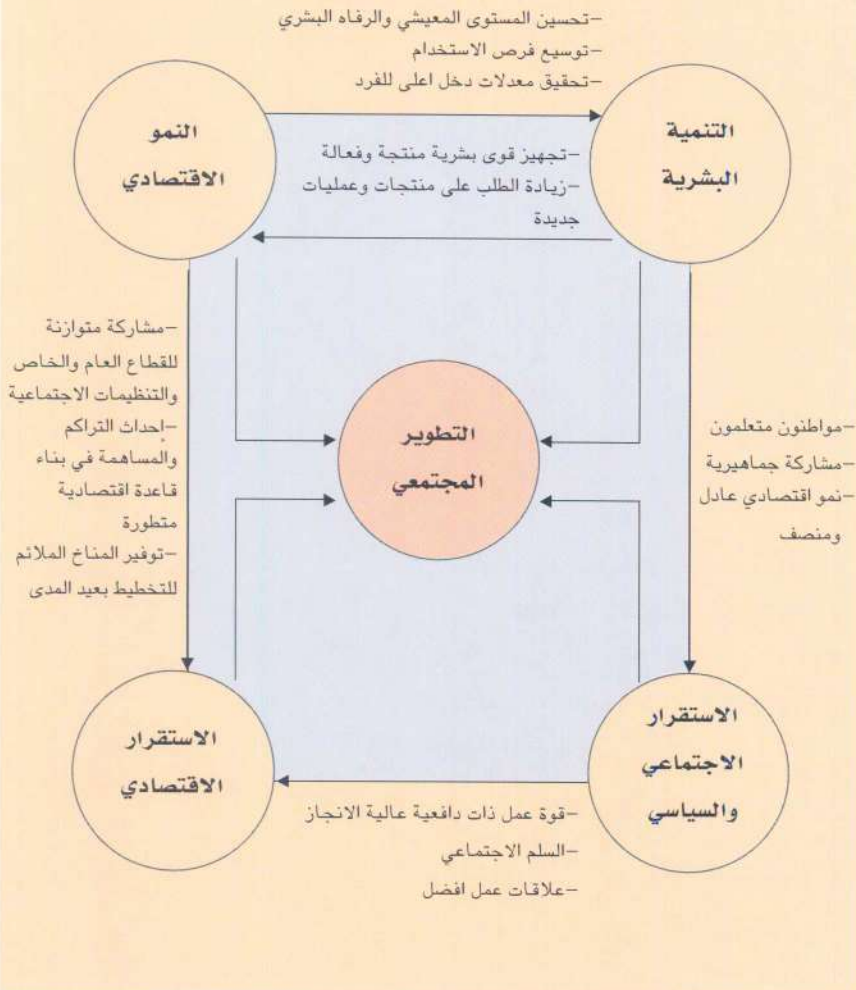 –تحسين المستوى المعيشي والرفاه البشري
–توسيع فرص الاستخدام
–تحقيق معدلات دخل اعلى للفرد
التنمية
البشرية
النمو
الاقتصادي
–تجهيز قوى بشرية منتجة وفعالة
–زيادة الطلب على منتجات وعمليات
جديدة
–مواطنون متعلمون
–مشاركة جماهيرية
–نمو اقتصادي عادل
ومنصف
التطوير
المجتمعي
–مشاركة متوازنة
للقطاع العام والخاص
والتنظيمات الاجتماعية
–إحداث التراكم
والمساهمة في بناء
قاعدة اقتصادية
متطورة
–توفير المناخ الملائم
للتخطيط بعيد المدى
الاستقرار
الاجتماعي
والسياسي
الاستقرار
الاقتصادي
–قوة عمل ذات دافعية عالية الانجاز
–السلم الاجتماعي
–علاقات عمل افضل